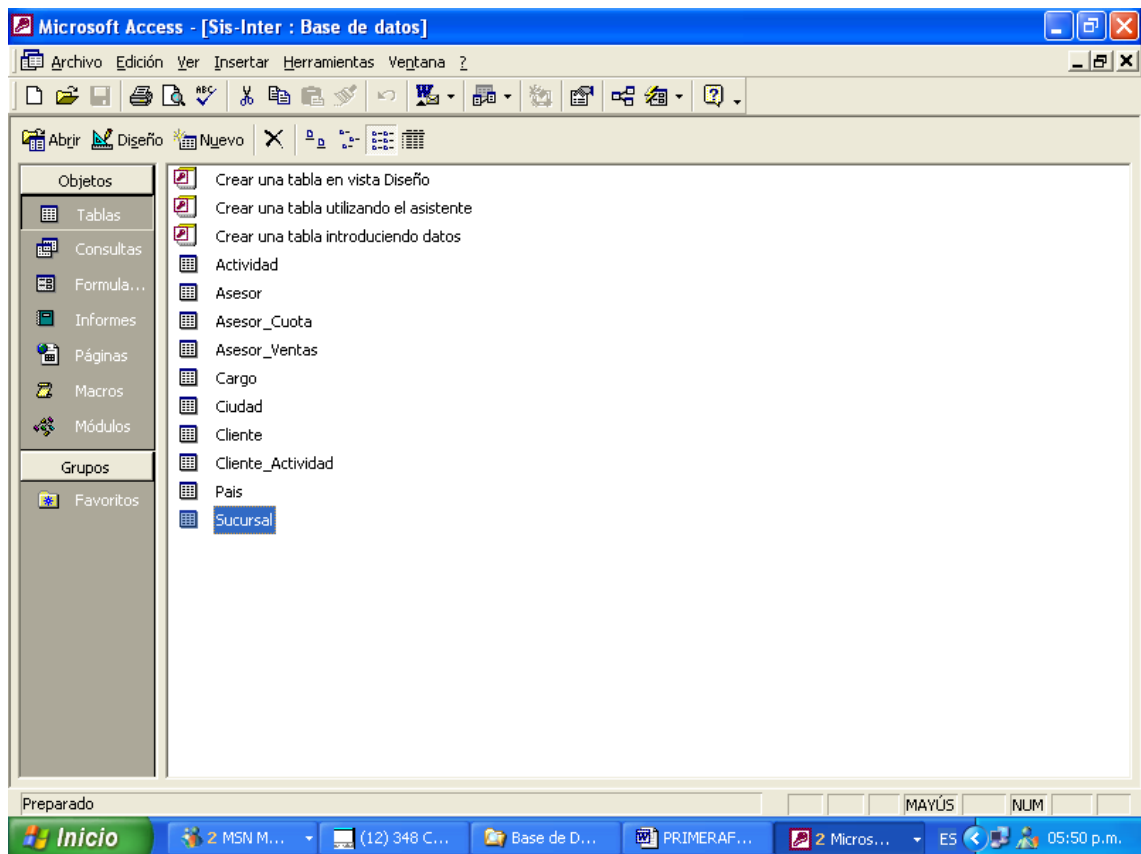 Microsoft Access - [Sis-Inter : Base de datos]
Archivo Edición Ver Insertar Herramientas Ventana ?
Abrir Diseño Nuevo
Objetos
Tablas
Consultas
Formula...
Informes
Páginas
Macros
Módulos
Grupos
Favoritos
Crear una tabla en vista Diseño
Crear una tabla utilizando el asistente
Crear una tabla introduciendo datos
Actividad
Asesor
Asesor_Cuota
Asesor_Ventas
Cargo
Ciudad
Cliente
Cliente_Actividad
Pais
Sucursal
Preparado MAYÚS NUM
Inicio 2 MSN M... (12) 348 C... Base de D... PRIMERAF... 2 Micros... ES 05:50 p.m.